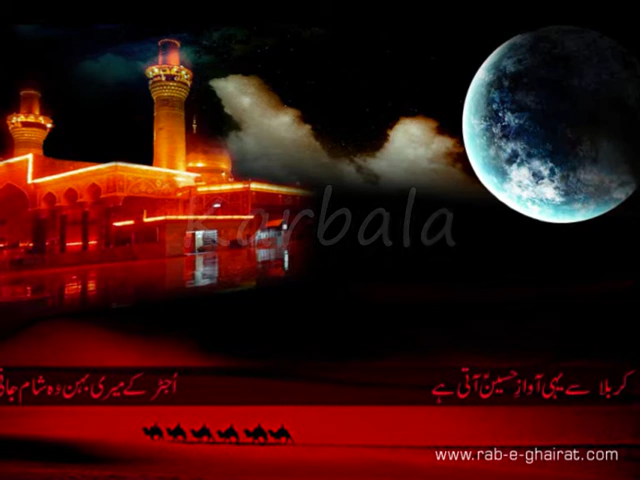 Karbala
کربلا سے یہی آوازِ حسینؑ آتی ہے
اُجڑ کے میری بہن وہ شام
www.rab-e-ghairat.com